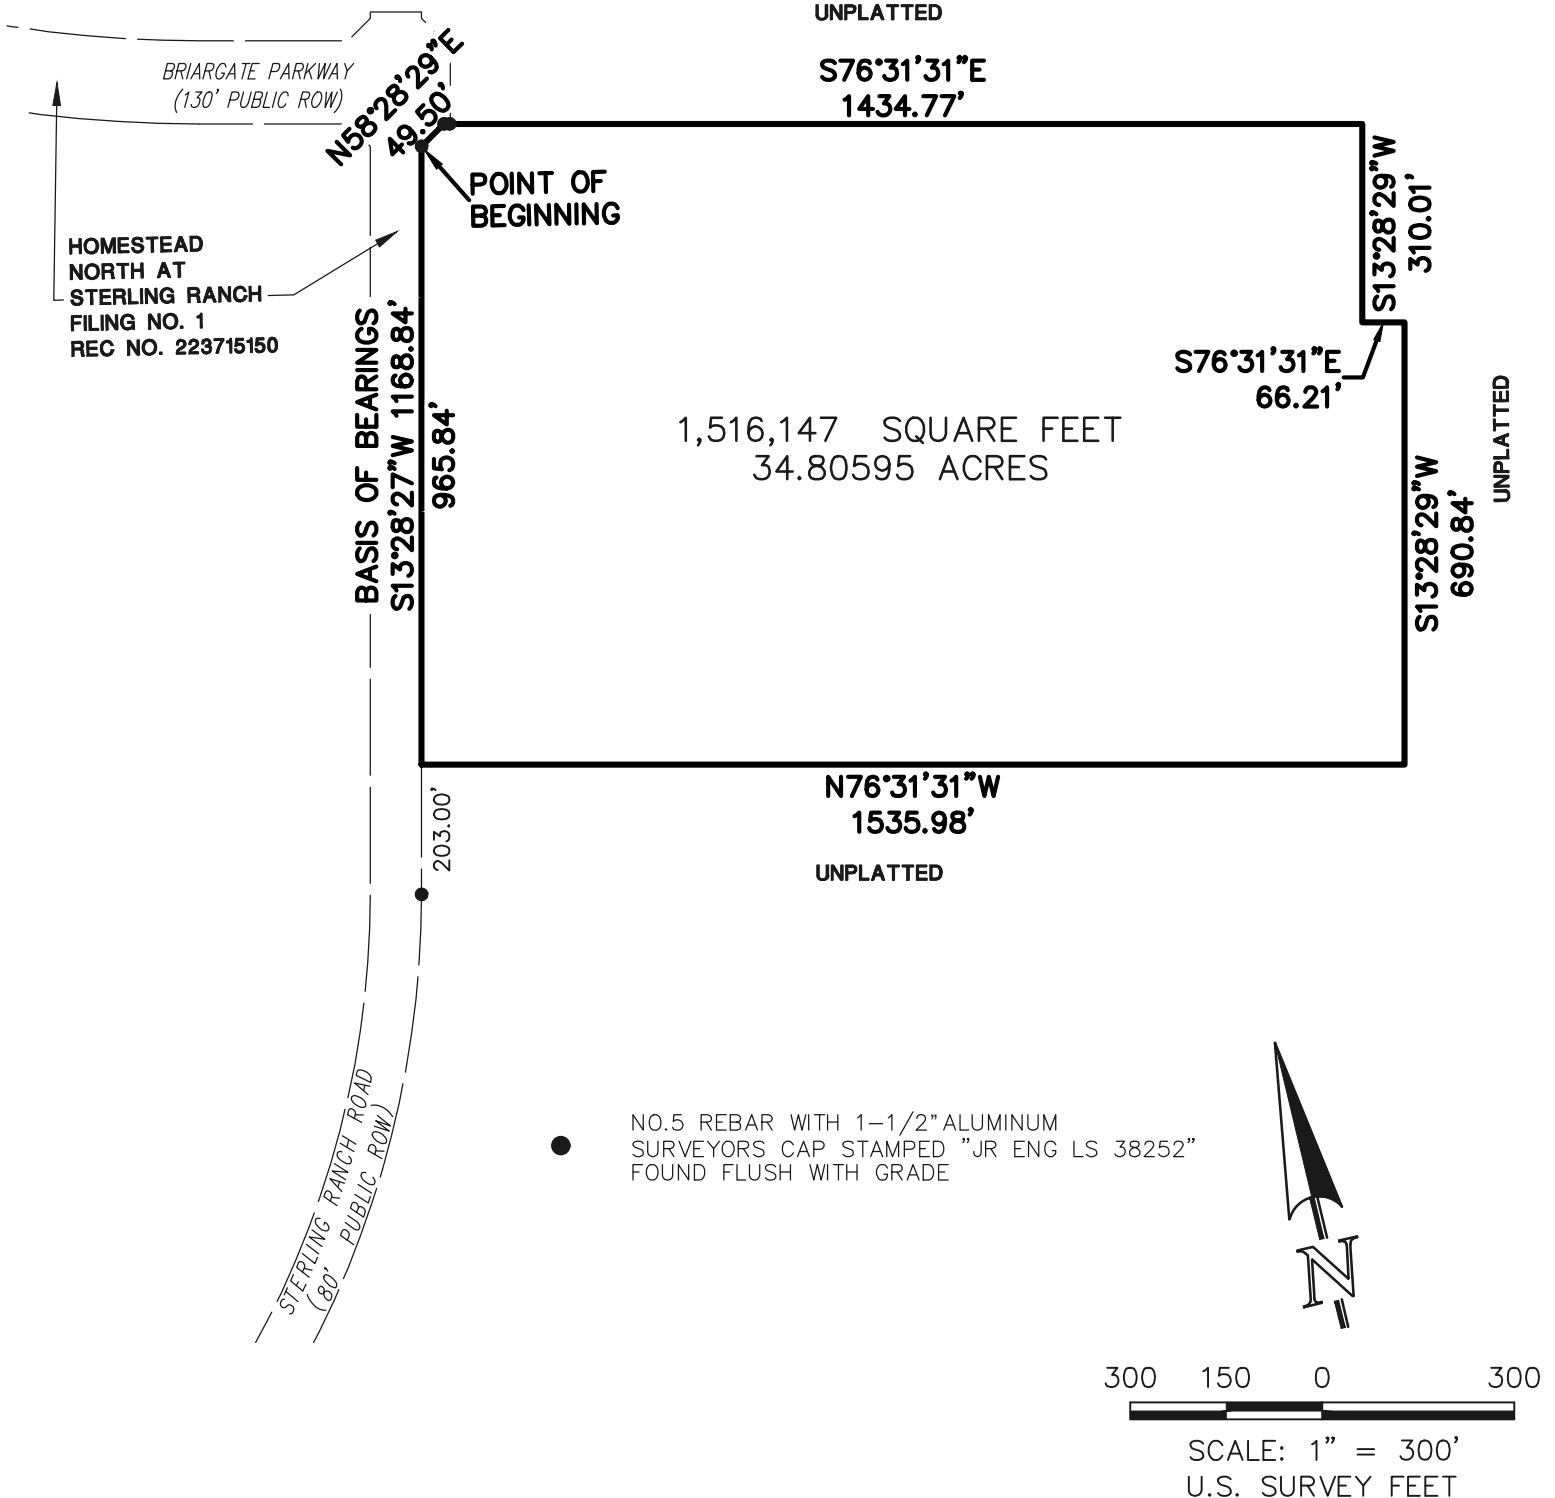 UNPLATTED
S76°31'31"E
1434.77'
BRIARGATE PARKWAY
(130' PUBLIC ROW)
N58°28'29"E
49.50'
POINT OF
BEGINNING
S13°28'29"W
310.01'
HOMESTEAD
NORTH AT
STERLING RANCH
FILING NO. 1
REC NO. 223715150
BASIS OF BEARINGS
S13°28'27"W 1168.84'
965.84'
S76°31'31"E
66.21'
1,516,147 SQUARE FEET
34.80595 ACRES
UNPLATTED
S13°28'29"W
690.84'
N76°31'31"W
1535.98'
203.00'
UNPLATTED
STERLING RANCH ROAD
(80' PUBLIC ROW)
NO.5 REBAR WITH 1-1/2" ALUMINUM
SURVEYORS CAP STAMPED "JR ENG LS 38252"
FOUND FLUSH WITH GRADE
N
300 150 0 300
SCALE: 1" = 300'
U.S. SURVEY FEET